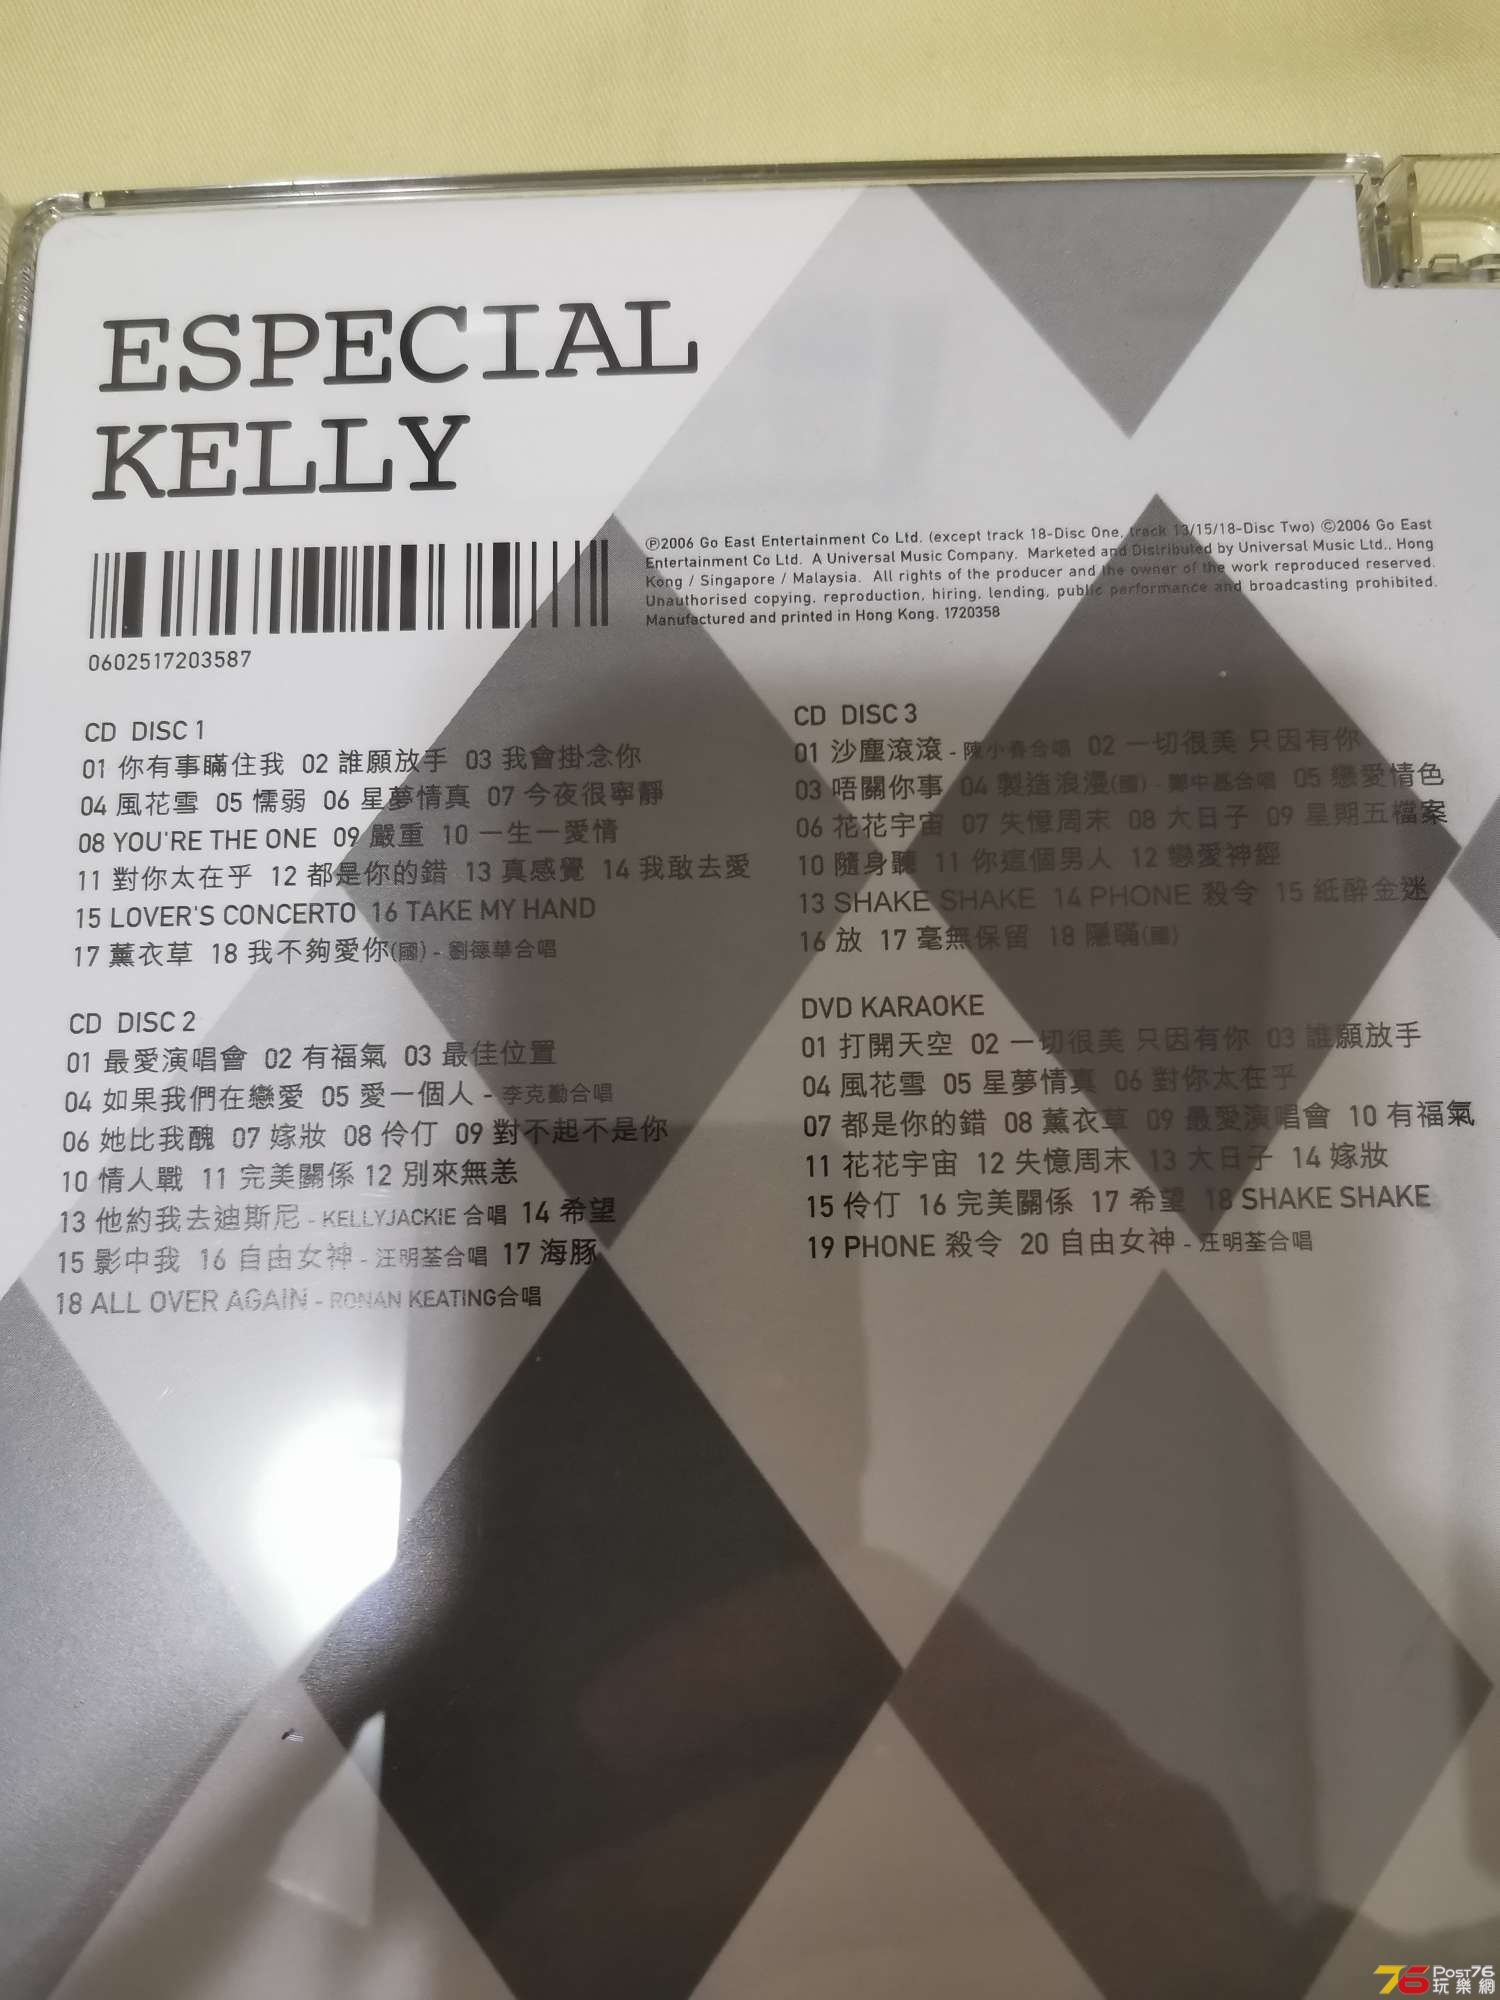 ESPECIAL
KELLY
℗2006 Go East Entertainment Co Ltd. (except track 18-Disc One, track 13/15/18-Disc Two) ©2006 Go East
Entertainment Co Ltd. A Universal Music Company. Marketed and Distributed by Universal Music Ltd., Hong
Kong / Singapore / Malaysia. All rights of the producer and the owner of the work reproduced reserved.
Unauthorised copying, reproduction, hiring, lending, public performance and broadcasting prohibited.
Manufactured and printed in Hong Kong. 1720358
0602517203587
CD DISC 1
01 你有事瞞住我 02 誰願放手 03 我會掛念你
04 風花雪 05 懦弱 06 星夢情真 07 今夜很寧靜
08 YOU'RE THE ONE 09 嚴重 10 一生一愛情
11 對你太在乎 12 都是你的錯 13 真感覺 14 我敢去愛
15 LOVER'S CONCERTO 16 TAKE MY HAND
17 薰衣草 18 我不夠愛你(國) - 劉德華合唱
CD DISC 2
01 最愛演唱會 02 有福氣 03 最佳位置
04 如果我們在戀愛 05 愛一個人 - 李克勤合唱
06 她比我醜 07 嫁妝 08 伶仃 09 對不起不是你
10 情人戰 11 完美關係 12 別來無恙
13 他約我去迪斯尼 - KELLYJACKIE 合唱 14 希望
15 影中我 16 自由女神 - 汪明荃合唱 17 海豚
18 ALL OVER AGAIN - RONAN KEATING合唱
CD DISC 3
01 沙塵滾滾 - 陳小春合唱 02 一切很美 只因有你
03 唔關你事 04 製造浪漫(國) - 鄭中基合唱 05 戀愛情色
06 花花宇宙 07 失憶周末 08 大日子 09 星期五檔案
10 隨身聽 11 你這個男人 12 戀愛神經
13 SHAKE SHAKE 14 PHONE 殺令 15 紙醉金迷
16 放 17 毫無保留 18 隱瞞(國)
DVD KARAOKE
01 打開天空 02 一切很美 只因有你 03 誰願放手
04 風花雪 05 星夢情真 06 對你太在乎
07 都是你的錯 08 薰衣草 09 最愛演唱會 10 有福氣
11 花花宇宙 12 失憶周末 13 大日子 14 嫁妝
15 伶仃 16 完美關係 17 希望 18 SHAKE SHAKE
19 PHONE 殺令 20 自由女神 - 汪明荃合唱
76 POST76
玩樂網